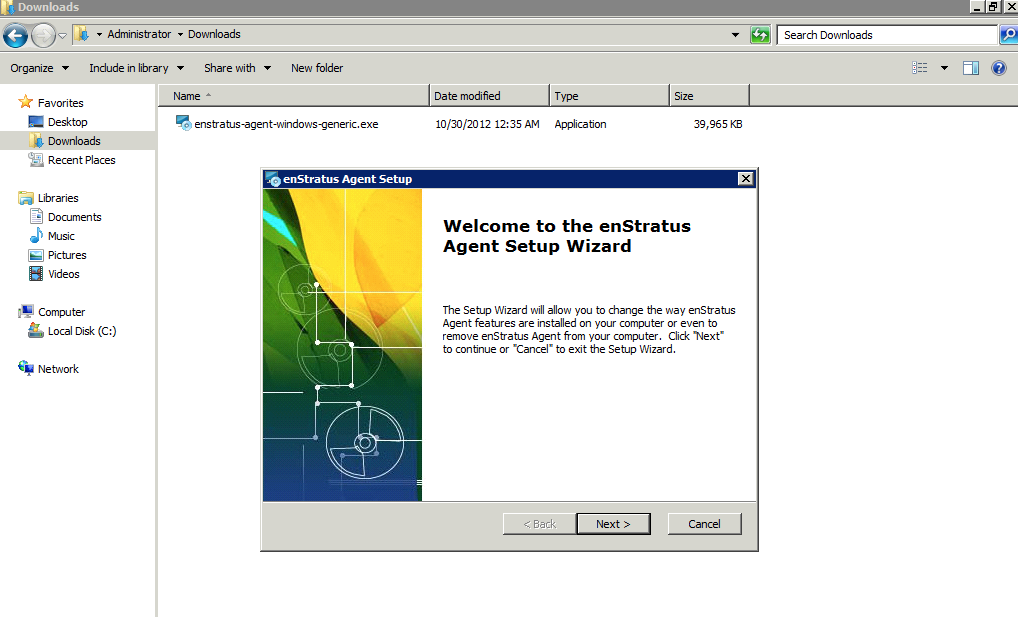 Downloads
Administrator Downloads
Search Downloads
Organize Include in library Share with New folder
Name Date modified Type Size
enstratus-agent-windows-generic.exe 10/30/2012 12:35 AM Application 39,965 KB
Favorites
Desktop
Downloads
Recent Places
Libraries
Documents
Music
Pictures
Videos
Computer
Local Disk (C:)
Network
enStratus Agent Setup
Welcome to the enStratus
Agent Setup Wizard
The Setup Wizard will allow you to change the way enStratus
Agent features are installed on your computer or even to
remove enStratus Agent from your computer. Click "Next"
to continue or "Cancel" to exit the Setup Wizard.
< Back Next > Cancel